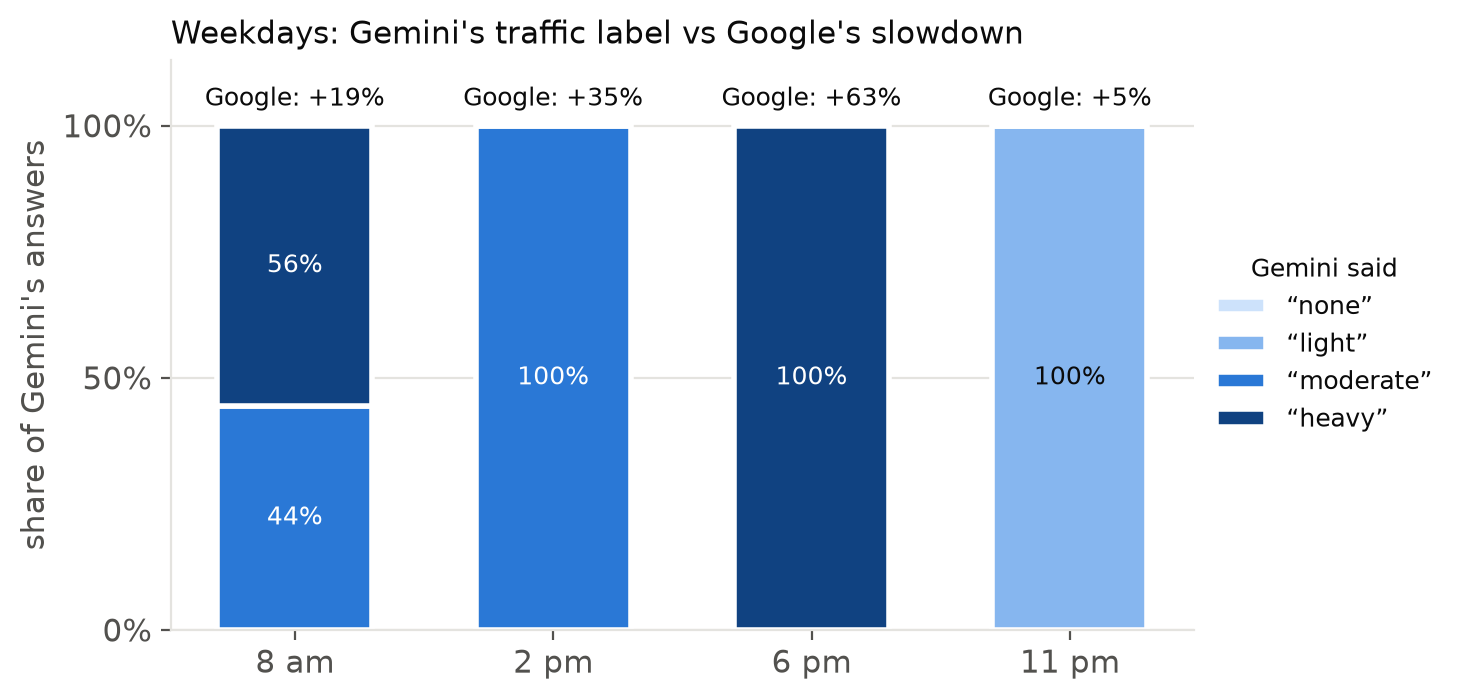 Weekdays: Gemini's traffic label vs Google's slowdown
Google: +19%
Google: +35%
Google: +63%
Google: +5%
share of Gemini's answers
100%
50%
0%
56%
44%
100%
100%
100%
8 am
2 pm
6 pm
11 pm
Gemini said
“none”
“light”
“moderate”
“heavy”